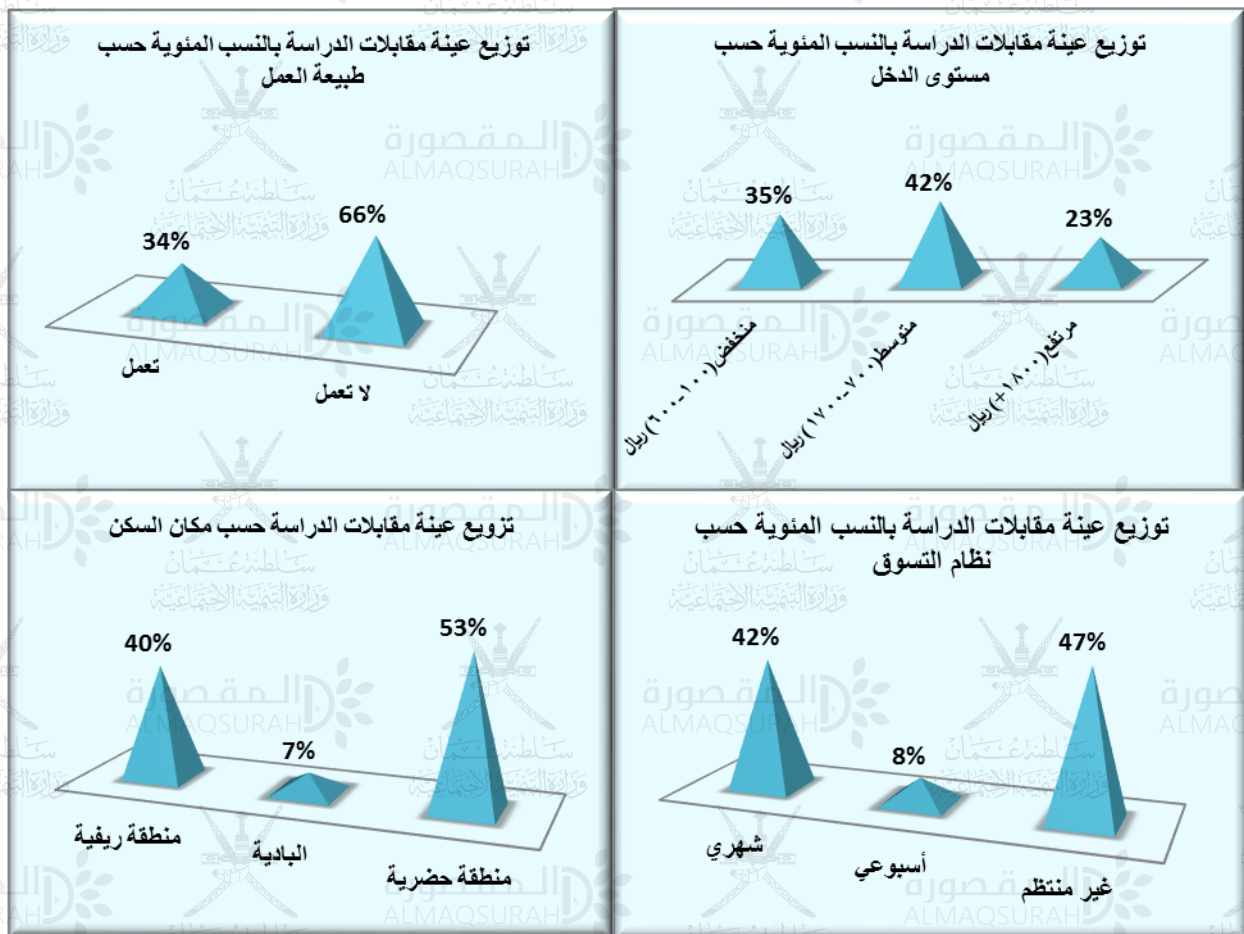 توزيع عينة مقابلات الدراسة بالنسب المئوية حسب
مستوى الدخل
35%
42%
23%
منخفض(١٠٠-٦٠٠) ريال
متوسط(٧٠٠-١٧٠٠) ريال
مرتفع(١٨٠٠+) ريال
توزيع عينة مقابلات الدراسة بالنسب المئوية حسب
طبيعة العمل
34%
66%
تعمل
لا تعمل
توزيع عينة مقابلات الدراسة بالنسب المئوية حسب
نظام التسوق
42%
8%
47%
شهري
أسبوعي
غير منتظم
تزويع عينة مقابلات الدراسة حسب مكان السكن
40%
7%
53%
منطقة ريفية
البادية
منطقة حضرية
المقصورة
ALMAQSURAH
سلطنة عمان
وزارة التنمية الاجتماعية